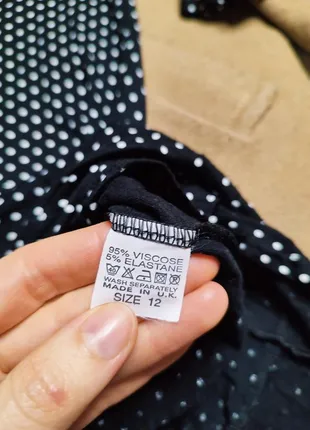 95% VISCOSE
5% ELASTANE
WASH SEPARATELY
MADE IN U.K.
SIZE 12